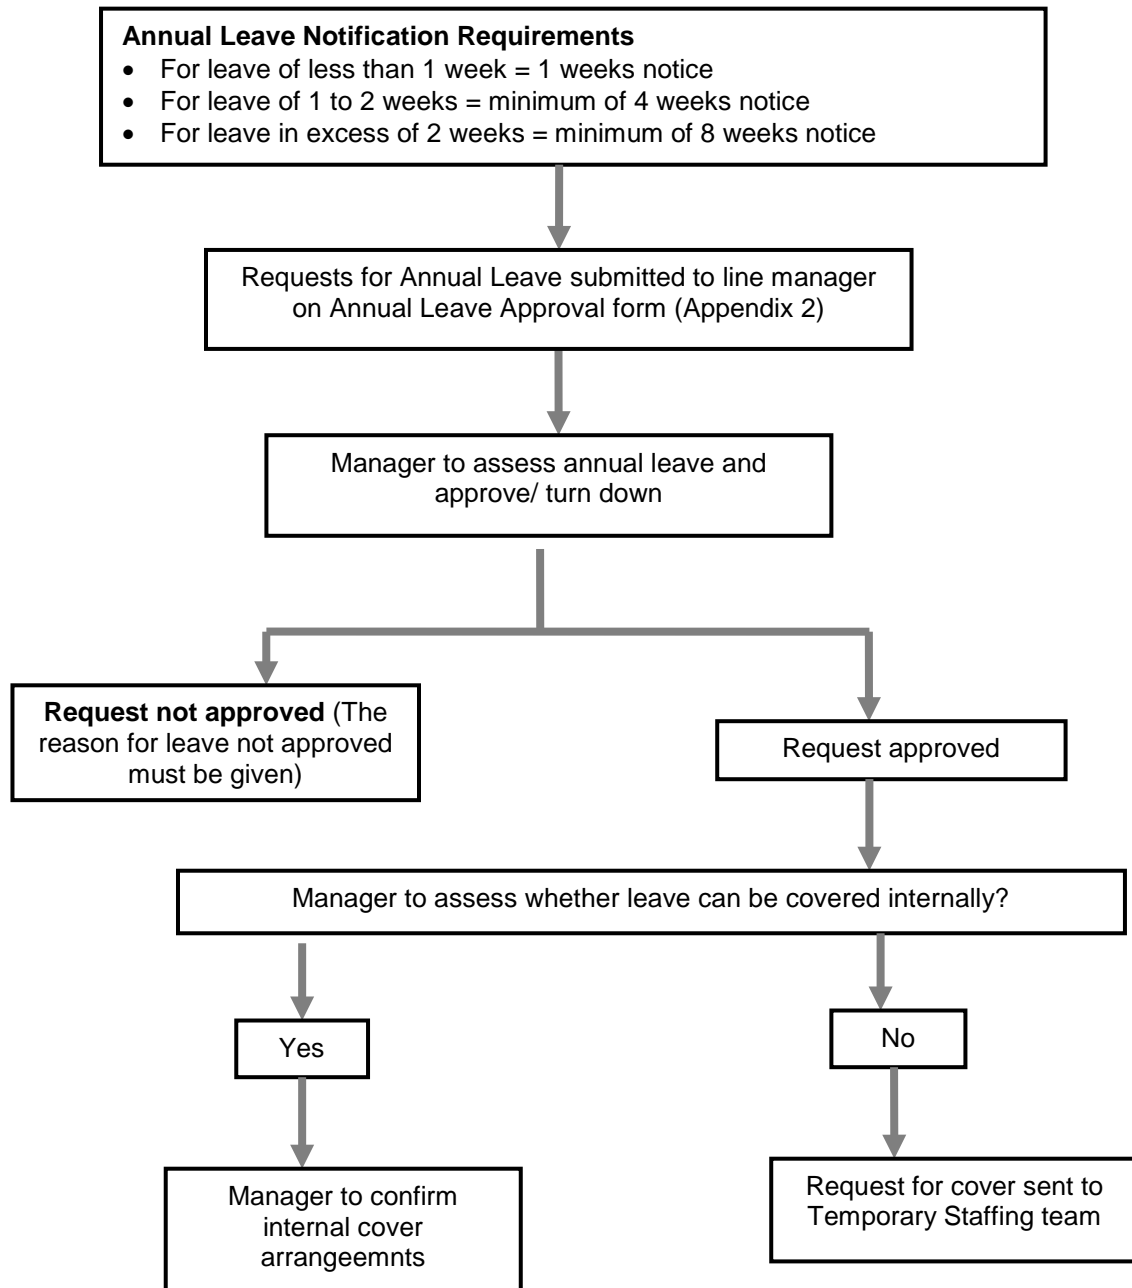 Annual Leave Notification Requirements
• For leave of less than 1 week = 1 weeks notice
• For leave of 1 to 2 weeks = minimum of 4 weeks notice
• For leave in excess of 2 weeks = minimum of 8 weeks notice
Requests for Annual Leave submitted to line manager
on Annual Leave Approval form (Appendix 2)
Manager to assess annual leave and
approve/ turn down
Request not approved (The
reason for leave not approved
must be given)
Request approved
Manager to assess whether leave can be covered internally?
Yes
No
Manager to confirm
internal cover
arrangeemnts
Request for cover sent to
Temporary Staffing team